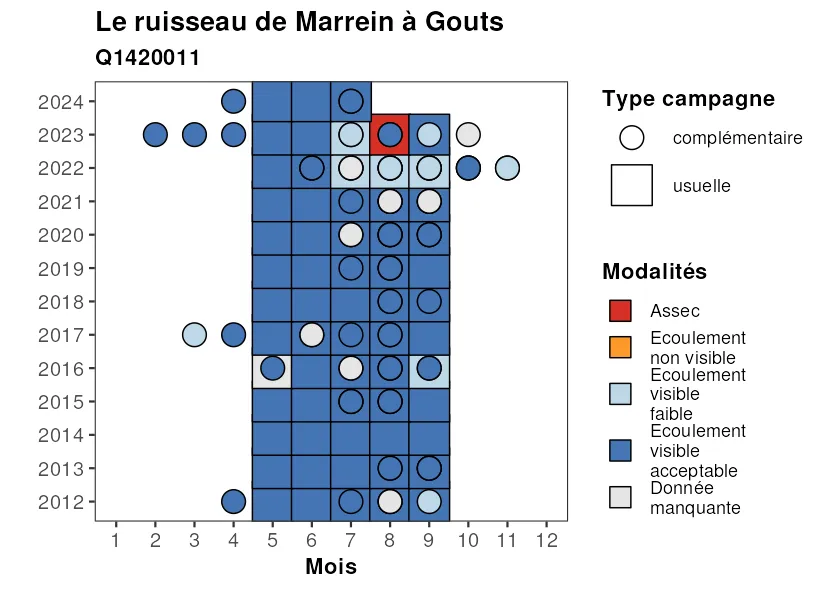 Le ruisseau de Marrein à Gouts
Q1420011
2024
2023
2022
2021
2020
2019
2018
2017
2016
2015
2014
2013
2012
1 2 3 4 5 6 7 8 9 10 11 12
Mois
Type campagne
complémentaire
usuelle
Modalités
Assec
Ecoulement
non visible
Ecoulement
visible
faible
Ecoulement
visible
acceptable
Donnée
manquante